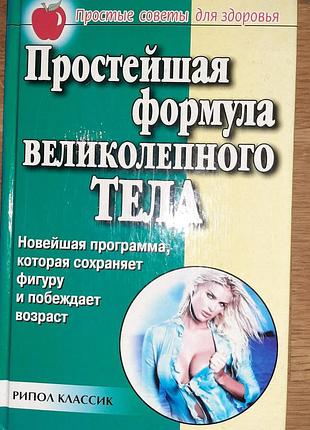 Простые советы для здоровья
Простейшая
формула
ВЕЛИКОЛЕПНОГО
ТЕЛА
Новейшая программа,
которая сохраняет
фигуру
и побеждает
возраст
РИПОЛ КЛАССИК